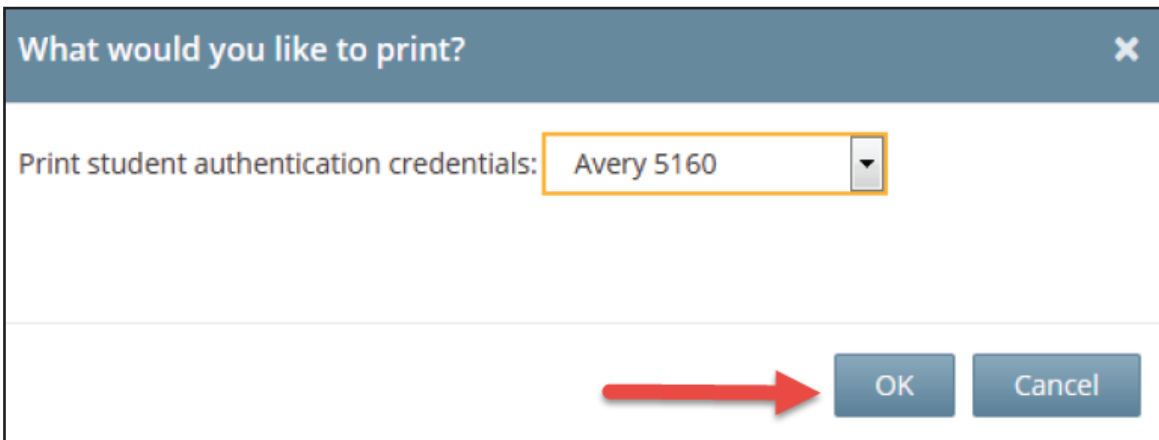 What would you like to print?
Print student authentication credentials: Avery 5160
OK Cancel